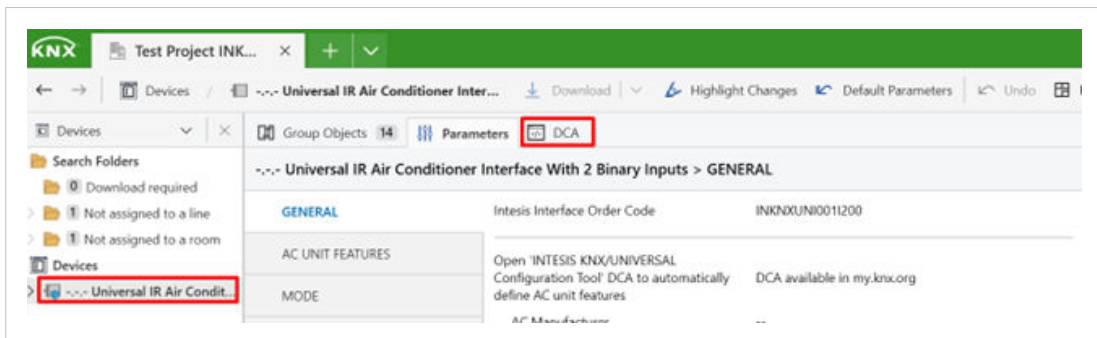 KNX Test Project INK... × +
Devices / -.-.- Universal IR Air Conditioner Inter... Download Highlight Changes Default Parameters Undo
Devices × Group Objects 14 Parameters DCA
Search Folders
-.-.- Universal IR Air Conditioner Interface With 2 Binary Inputs > GENERAL
0 Download required
1 Not assigned to a line
GENERAL Intesis Interface Order Code INKNXUNI001I200
1 Not assigned to a room
Devices
AC UNIT FEATURES
Open 'INTESIS KNX/UNIVERSAL
Configuration Tool' DCA to automatically DCA available in my.knx.org
define AC unit features
-.-.- Universal IR Air Condit...
MODE
AC Manufacturer --